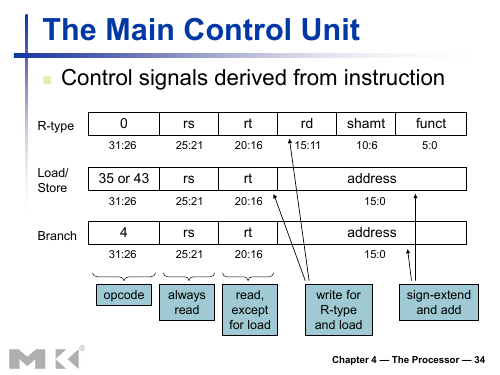 The Main Control Unit
Control signals derived from instruction
R-type 0 rs rt rd shamt funct
31:26 25:21 20:16 15:11 10:6 5:0
Load/
Store
35 or 43 rs rt address
31:26 25:21 20:16 15:0
Branch 4 rs rt address
31:26 25:21 20:16 15:0
opcode
always
read
read,
except
for load
write for
R-type
and load
sign-extend
and add
MK®
Chapter 4 — The Processor — 34